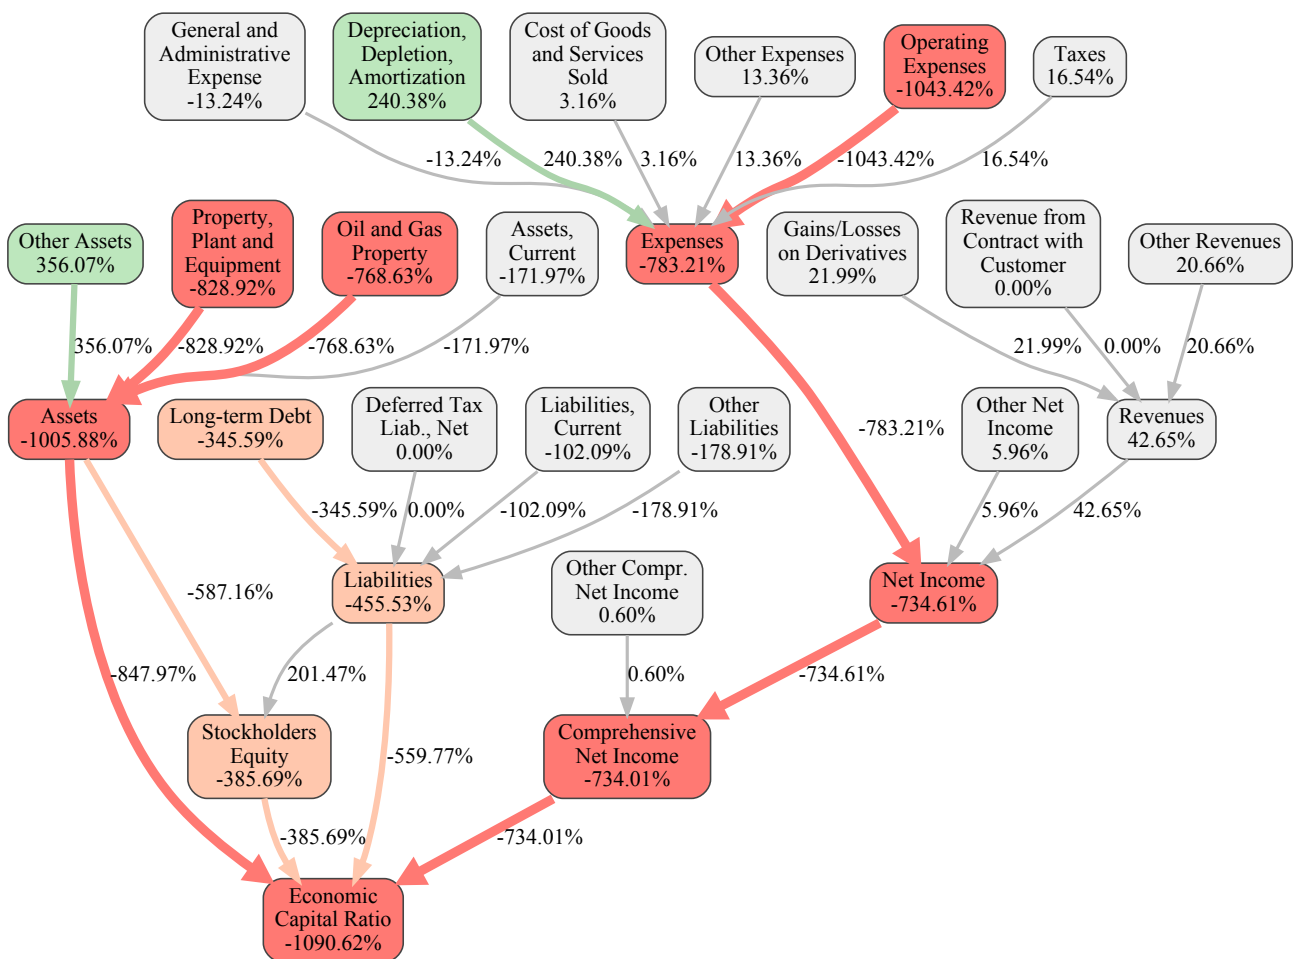 General and
Administrative
Expense
-13.24%
Depreciation,
Depletion,
Amortization
240.38%
Cost of Goods
and Services
Sold
3.16%
Other Expenses
13.36%
Operating
Expenses
-1043.42%
Taxes
16.54%
-13.24%
240.38%
3.16%
13.36%
-1043.42%
16.54%
Other Assets
356.07%
Property,
Plant and
Equipment
-828.92%
Oil and Gas
Property
-768.63%
Assets,
Current
-171.97%
Expenses
-783.21%
Gains/Losses
on Derivatives
21.99%
Revenue from
Contract with
Customer
0.00%
Other Revenues
20.66%
356.07%
-828.92%
-768.63%
-171.97%
21.99%
0.00%
20.66%
Assets
-1005.88%
Long-term Debt
-345.59%
Deferred Tax
Liab., Net
0.00%
Liabilities,
Current
-102.09%
Other
Liabilities
-178.91%
-783.21%
Other Net
Income
5.96%
Revenues
42.65%
-345.59%
0.00%
-102.09%
-178.91%
5.96%
42.65%
-587.16%
Liabilities
-455.53%
Other Compr.
Net Income
0.60%
Net Income
-734.61%
-847.97%
201.47%
0.60%
-734.61%
Stockholders
Equity
-385.69%
-559.77%
Comprehensive
Net Income
-734.01%
-385.69%
-734.01%
Economic
Capital Ratio
-1090.62%